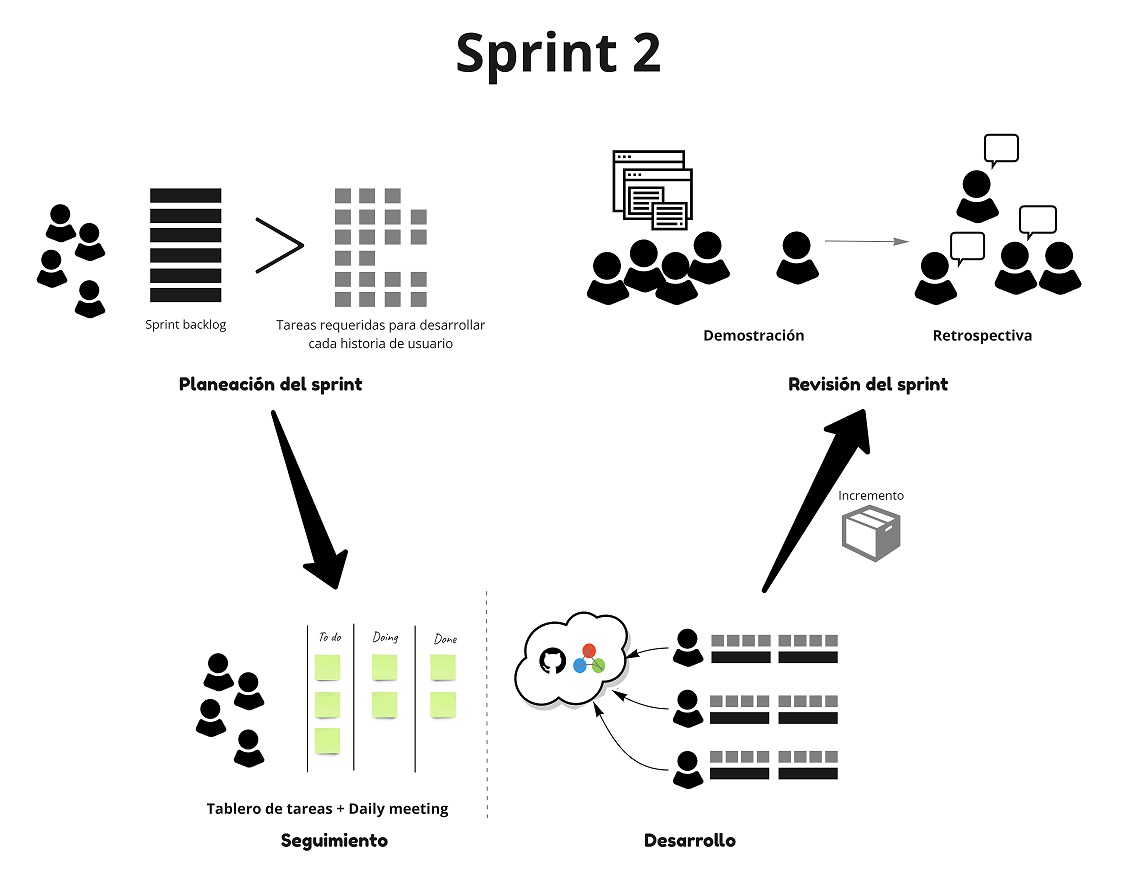 Sprint 2
Sprint backlog
Tareas requeridas para desarrollar
cada historia de usuario
Planeación del sprint
Demostración
Retrospectiva
Revisión del sprint
Incremento
To do
Doing
Done
Tablero de tareas + Daily meeting
Seguimiento
Desarrollo